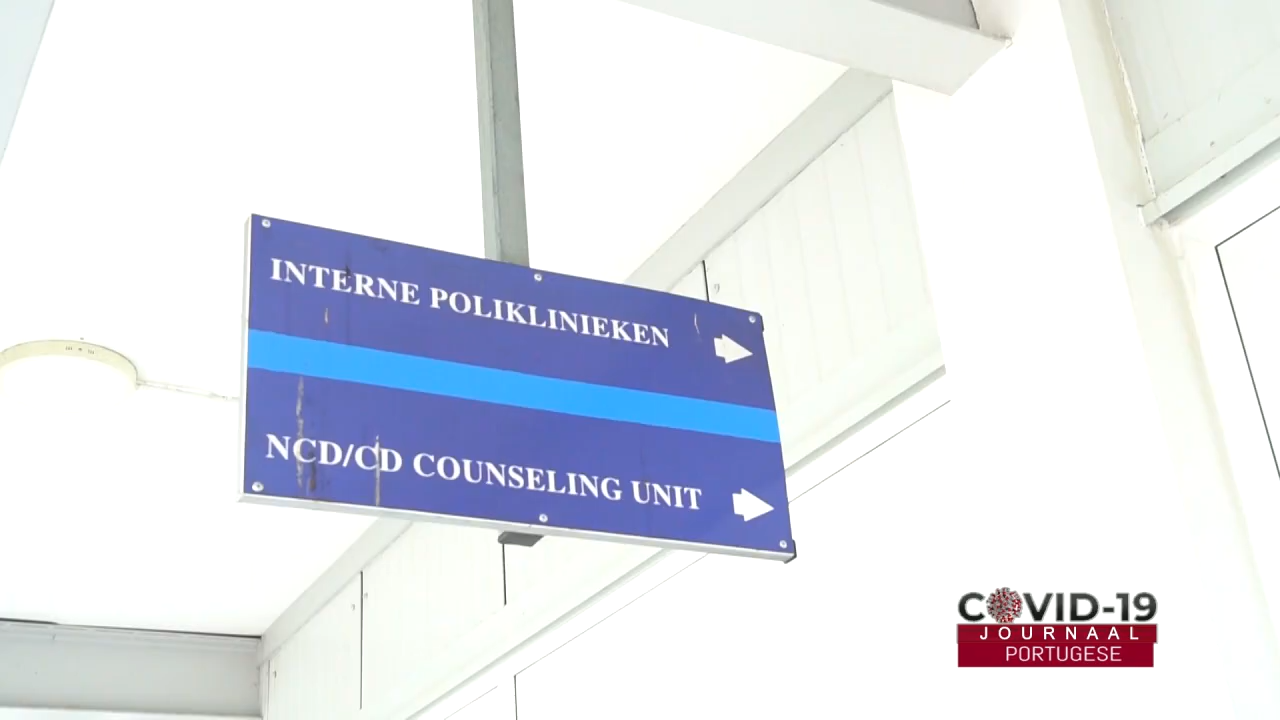 INTERNE POLIKLINIEKEN
NCD/CD COUNSELING UNIT
COVID-19
JOURNAAL
PORTUGESE